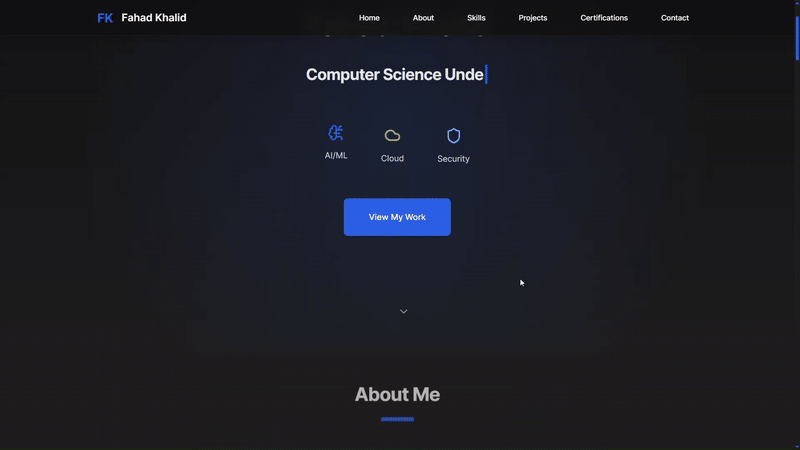 FK Fahad Khalid Home About Skills Projects Certifications Contact
Computer Science Unde
AI/ML Cloud Security
View My Work
About Me